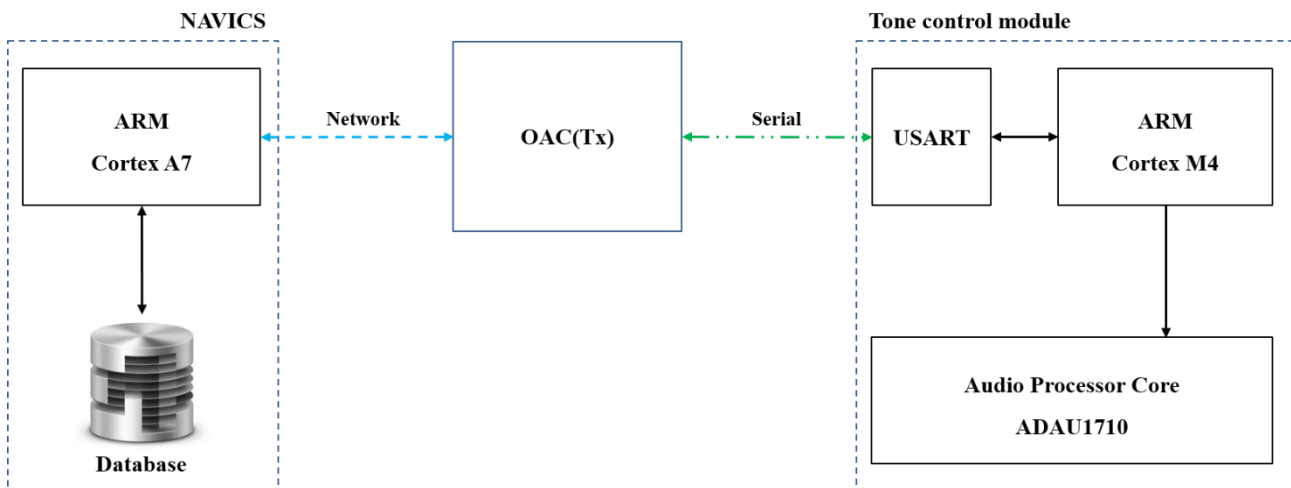 NAVICS
Tone control module
ARM
Cortex A7
Network
OAC(Tx)
Serial
USART
ARM
Cortex M4
Database
Audio Processor Core
ADAU1710